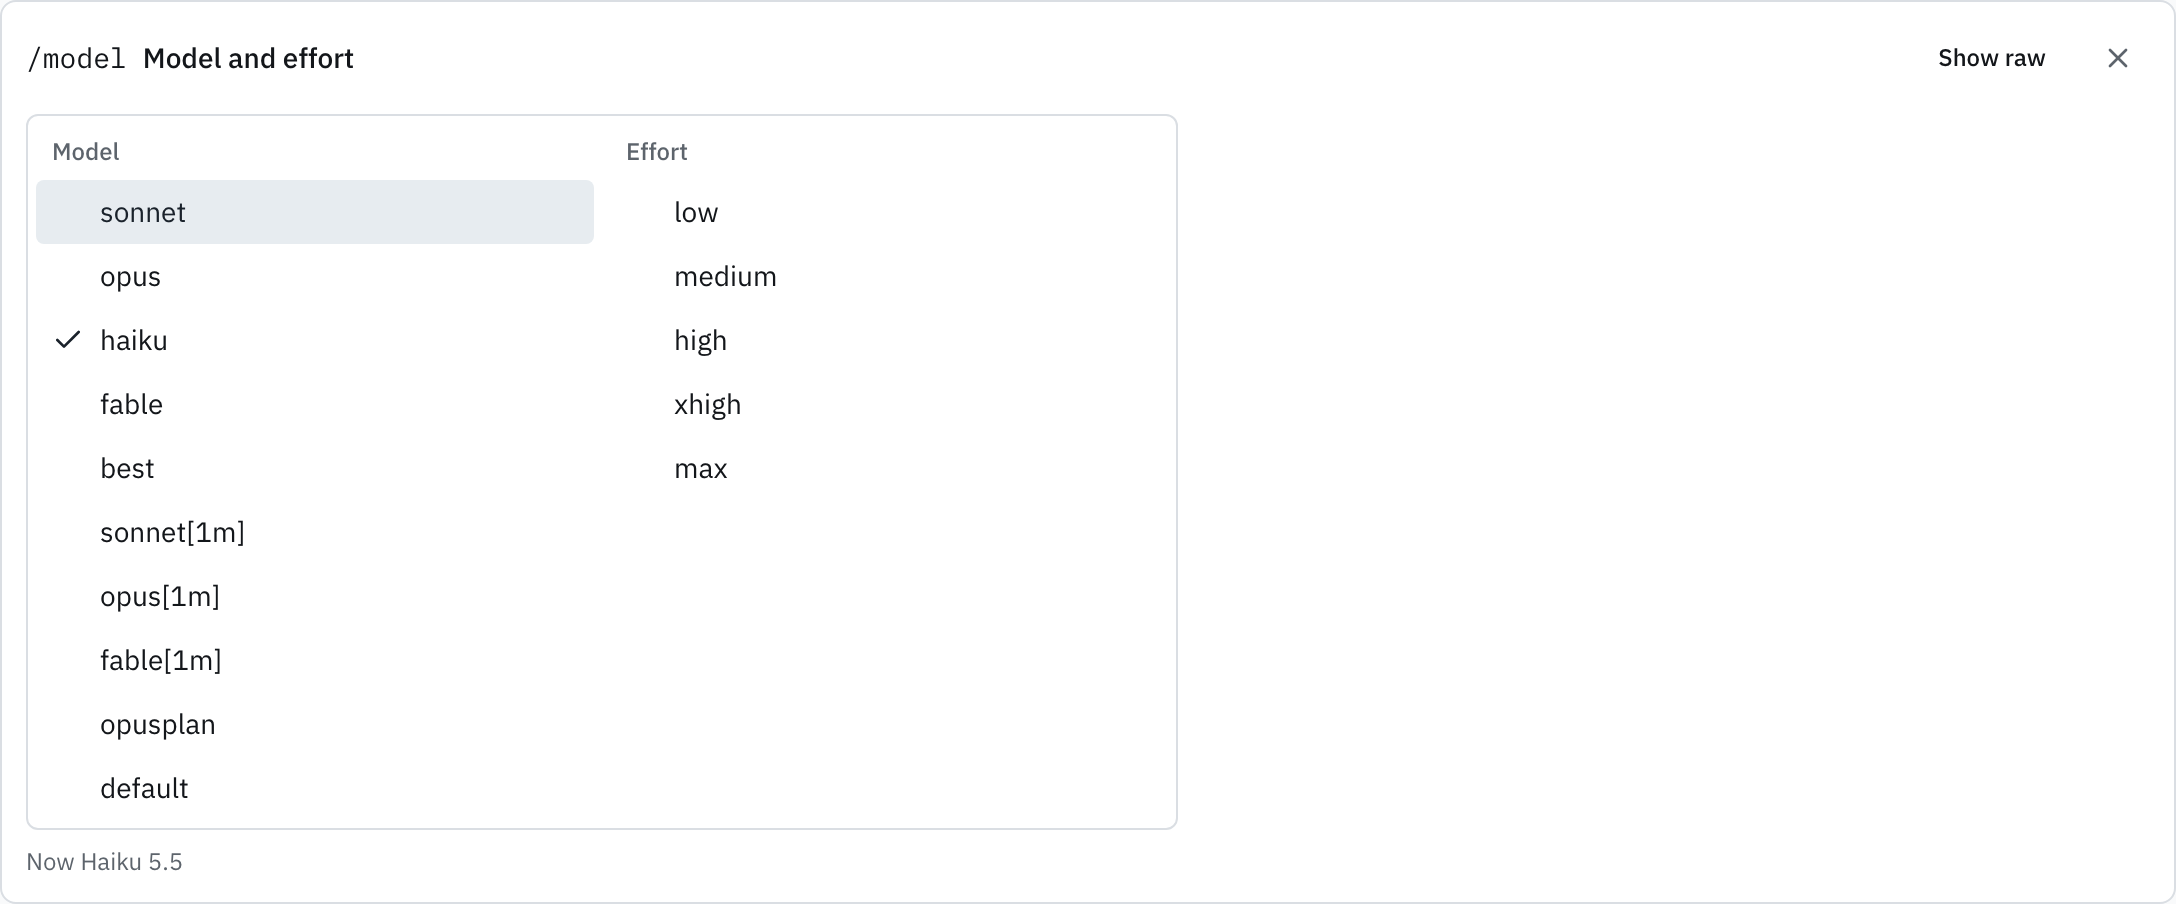 /model Model and effort
Show raw
Model
sonnet
opus
haiku
fable
best
sonnet[1m]
opus[1m]
fable[1m]
opusplan
default
Effort
low
medium
high
xhigh
max
Now Haiku 5.5